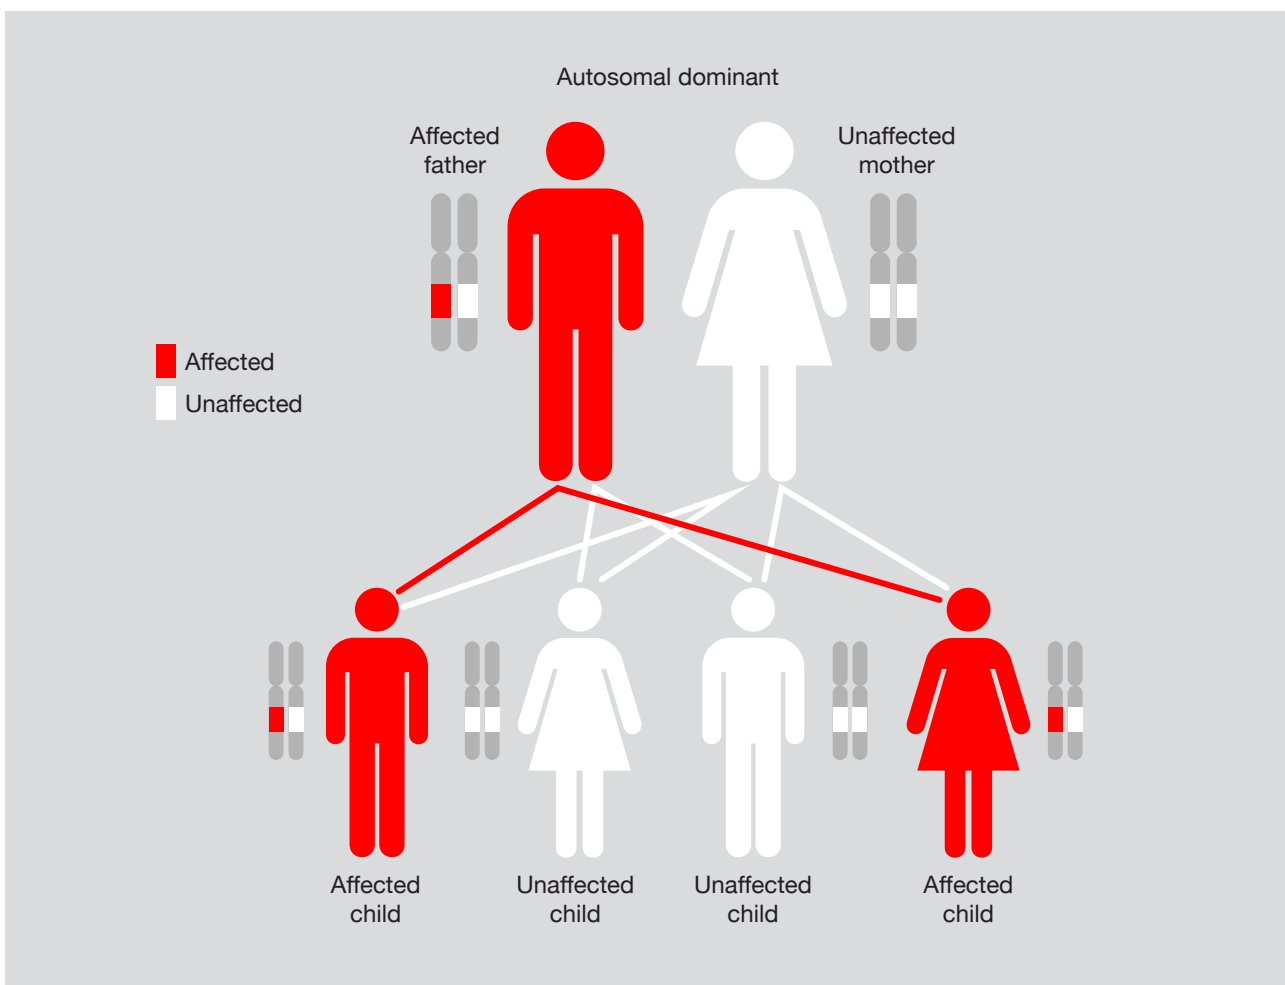 Autosomal dominant
Affected
father
Unaffected
mother
Affected
Unaffected
Affected
child
Unaffected
child
Unaffected
child
Affected
child